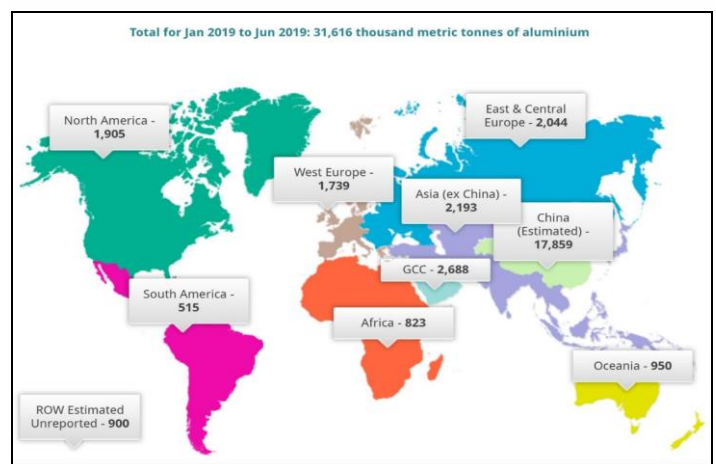 Total for Jan 2019 to Jun 2019: 31,616 thousand metric tonnes of aluminium
North America -
1,905
East & Central
Europe - 2,044
West Europe -
1,739
Asia (ex China) -
2,193
China
(Estimated) -
17,859
GCC - 2,688
South America -
515
Africa - 823
Oceania - 950
ROW Estimated
Unreported - 900